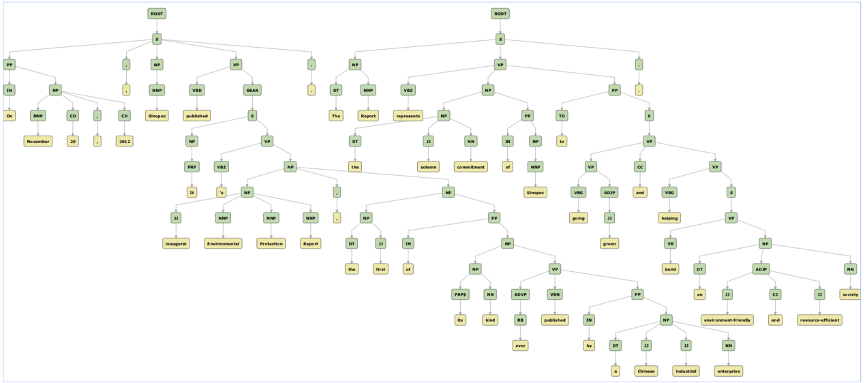 ROOT ROOT
S S
PP , NP VP . NP VP .
IN NP , NNP VBD SBAR . DT NNP VBZ NP PP .
On NNP CD , CD Sinopec published S The Report represents NP PP TO S
November 20 , 2012 NP VP DT JJ NN IN NP to VP
PRP VBZ NP the solemn commitment of NNP VP CC VP
It 's NP , NP Sinopec VBG ADJP and VBG S
JJ NNP NNP NNP , NP PP going JJ helping VP
Inaugural Environmental Protection Report DT JJ IN NP green VB NP
the first of NP VP build DT ADJP NN
PRP$ NN ADVP VBN PP an JJ CC JJ society
its kind RB published IN NP environment-friendly and resource-efficient
ever by DT JJ JJ NN
a Chinese industrial enterprise